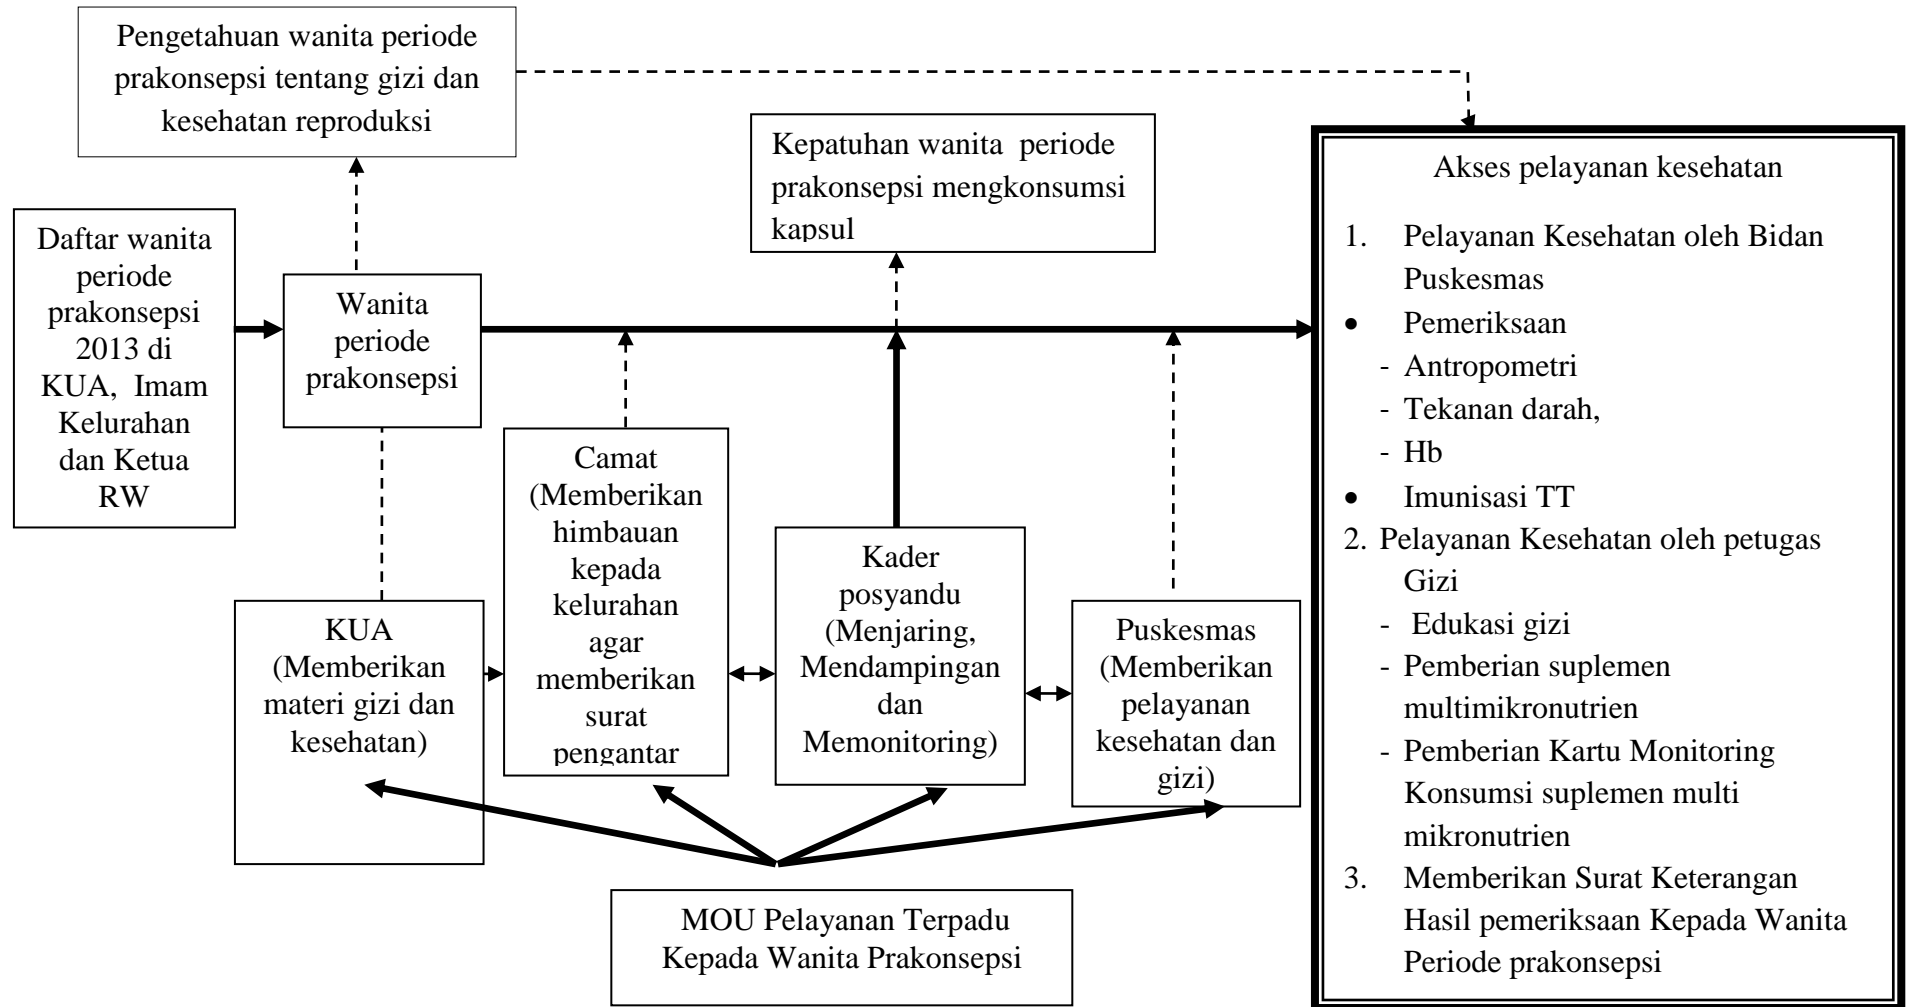 Pengetahuan wanita periode
prakonsepsi tentang gizi dan
kesehatan reproduksi
Kepatuhan wanita periode
prakonsepsi mengkonsumsi
kapsul
Daftar wanita
periode
prakonsepsi
2013 di
KUA, Imam
Kelurahan
dan Ketua
RW
Wanita
periode
prakonsepsi
KUA
(Memberikan
materi gizi dan
kesehatan)
Camat
(Memberikan
himbauan
kepada
kelurahan
agar
memberikan
surat
pengantar
Kader
posyandu
(Menjaring,
Mendampingan
dan
Memonitoring)
Puskesmas
(Memberikan
pelayanan
kesehatan dan
gizi)
MOU Pelayanan Terpadu
Kepada Wanita Prakonsepsi
Akses pelayanan kesehatan
1. Pelayanan Kesehatan oleh Bidan
Puskesmas
• Pemeriksaan
- Antropometri
- Tekanan darah,
- Hb
• Imunisasi TT
2. Pelayanan Kesehatan oleh petugas
Gizi
- Edukasi gizi
- Pemberian suplemen
multimikronutrien
- Pemberian Kartu Monitoring
Konsumsi suplemen multi
mikronutrien
3. Memberikan Surat Keterangan
Hasil pemeriksaan Kepada Wanita
Periode prakonsepsi